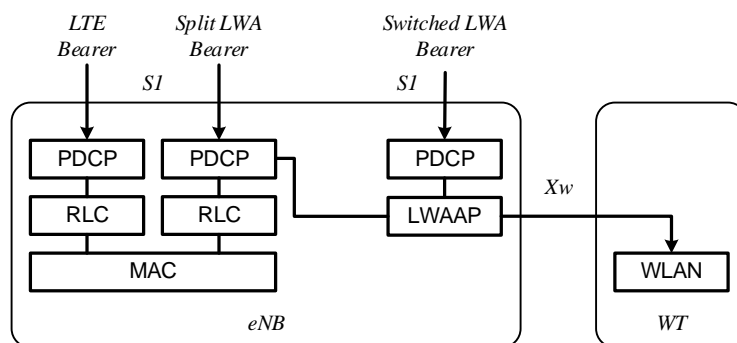 LTE
Bearer
Split LWA
Bearer
Switched LWA
Bearer
S1
S1
PDCP
PDCP
PDCP
Xw
RLC
RLC
LWAAP
MAC
WLAN
eNB
WT